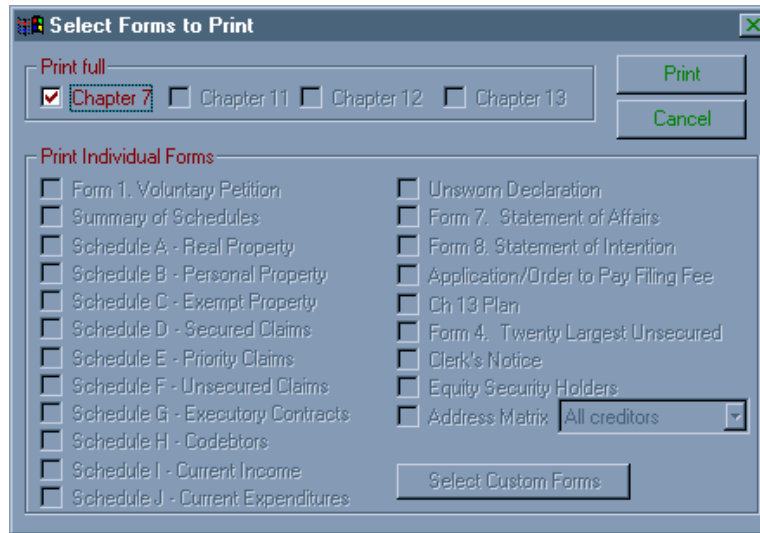 Select Forms to Print
Print full
Chapter 7 Chapter 11 Chapter 12 Chapter 13
Print
Cancel
Print Individual Forms
Form 1. Voluntary Petition
Summary of Schedules
Schedule A - Real Property
Schedule B - Personal Property
Schedule C - Exempt Property
Schedule D - Secured Claims
Schedule E - Priority Claims
Schedule F - Unsecured Claims
Schedule G - Executory Contracts
Schedule H - Codebtors
Schedule I - Current Income
Schedule J - Current Expenditures
Unsworn Declaration
Form 7. Statement of Affairs
Form 8. Statement of Intention
Application/Order to Pay Filing Fee
Ch 13 Plan
Form 4. Twenty Largest Unsecured
Clerk's Notice
Equity Security Holders
Address Matrix All creditors
Select Custom Forms